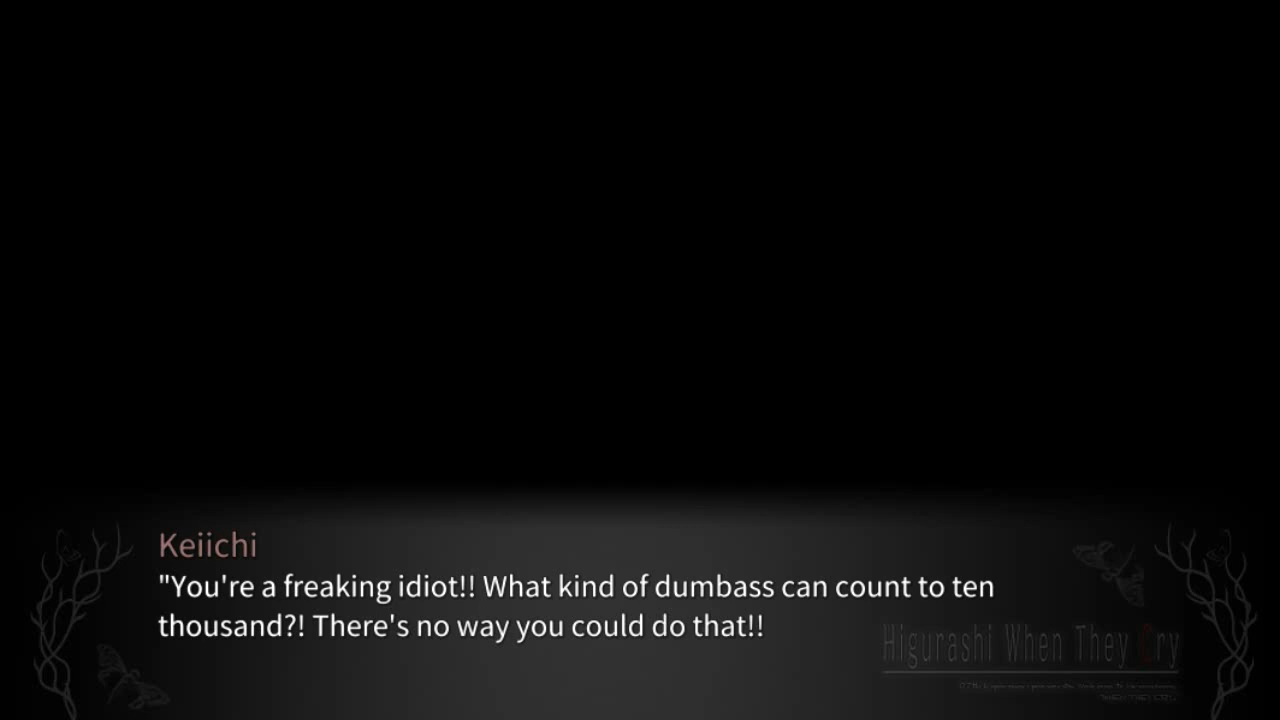 Keiichi
"You're a freaking idiot!! What kind of dumbass can count to ten
thousand?! There's no way you could do that!!
Higurashi When They Cry